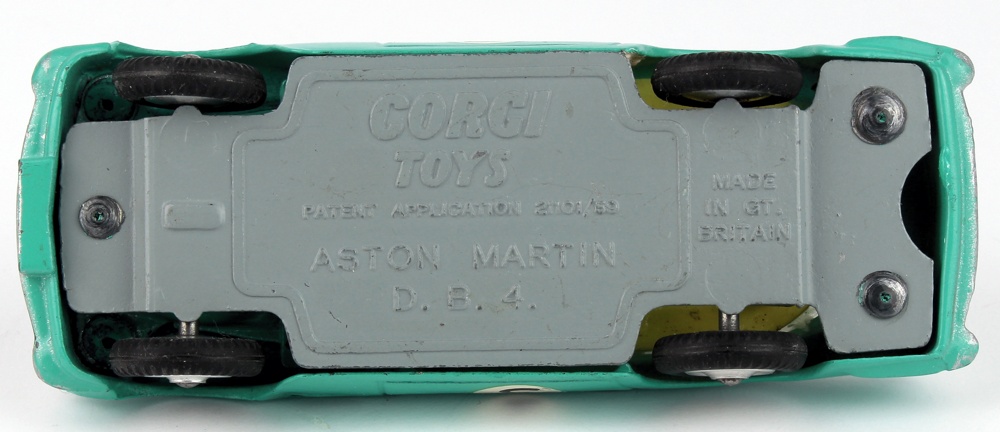 CORGI
TOYS
PATENT APPLICATION 21101/59
ASTON MARTIN
D. B. 4.
MADE
IN GT.
BRITAIN